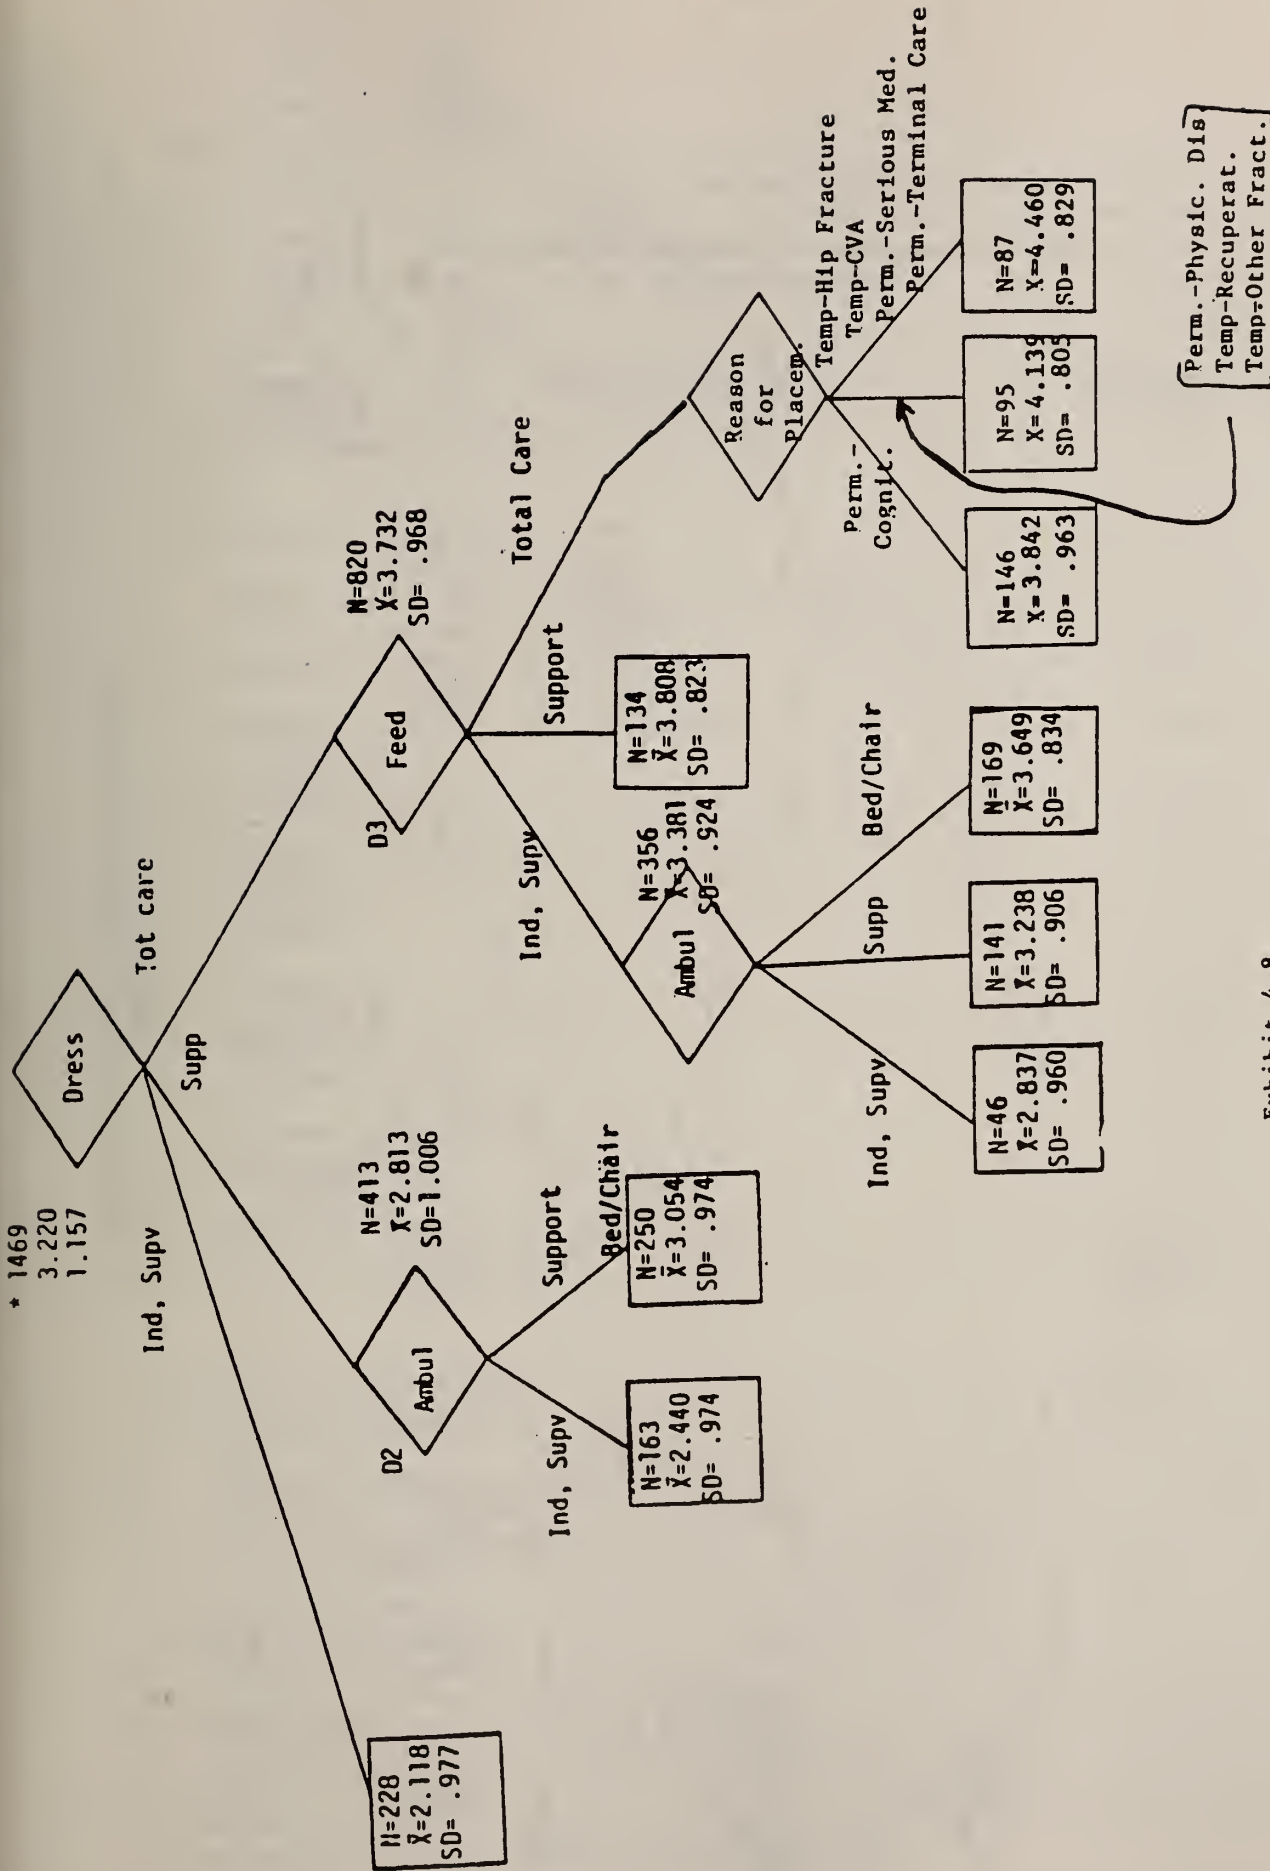 * 1469
3.220
1.157
Dress
Ind, Supv
Supp
Tot care
N=228
X̄=2.118
SD= .977
D2
Ambul
N=413
X̄=2.813
SD=1.006
Ind, Supv
Support
Bed/Chair
N=163
X̄=2.440
SD= .974
N=250
X̄=3.054
SD= .974
D3
Feed
N=820
X̄=3.732
SD= .968
Ind, Supv
Support
Total Care
N=356
X̄=3.381
SD= .924
Ambul
N=134
X̄=3.808
SD= .823
Ind, Supv
Supp
Bed/Chair
N=46
X̄=2.837
SD= .960
N=141
X̄=3.238
SD= .906
N=169
X̄=3.649
SD= .834
Reason
for
Placem.
Perm.-
Cognit.
Temp-Hip Fracture
Temp-CVA
Perm.-Serious Med.
Perm.-Terminal Care
N=146
X=3.842
SD= .963
N=95
X=4.139
SD= .805
N=87
X=4.460
SD= .829
Perm.-Physic. Dis.
Temp-Recuperat.
Temp-Other Fract.